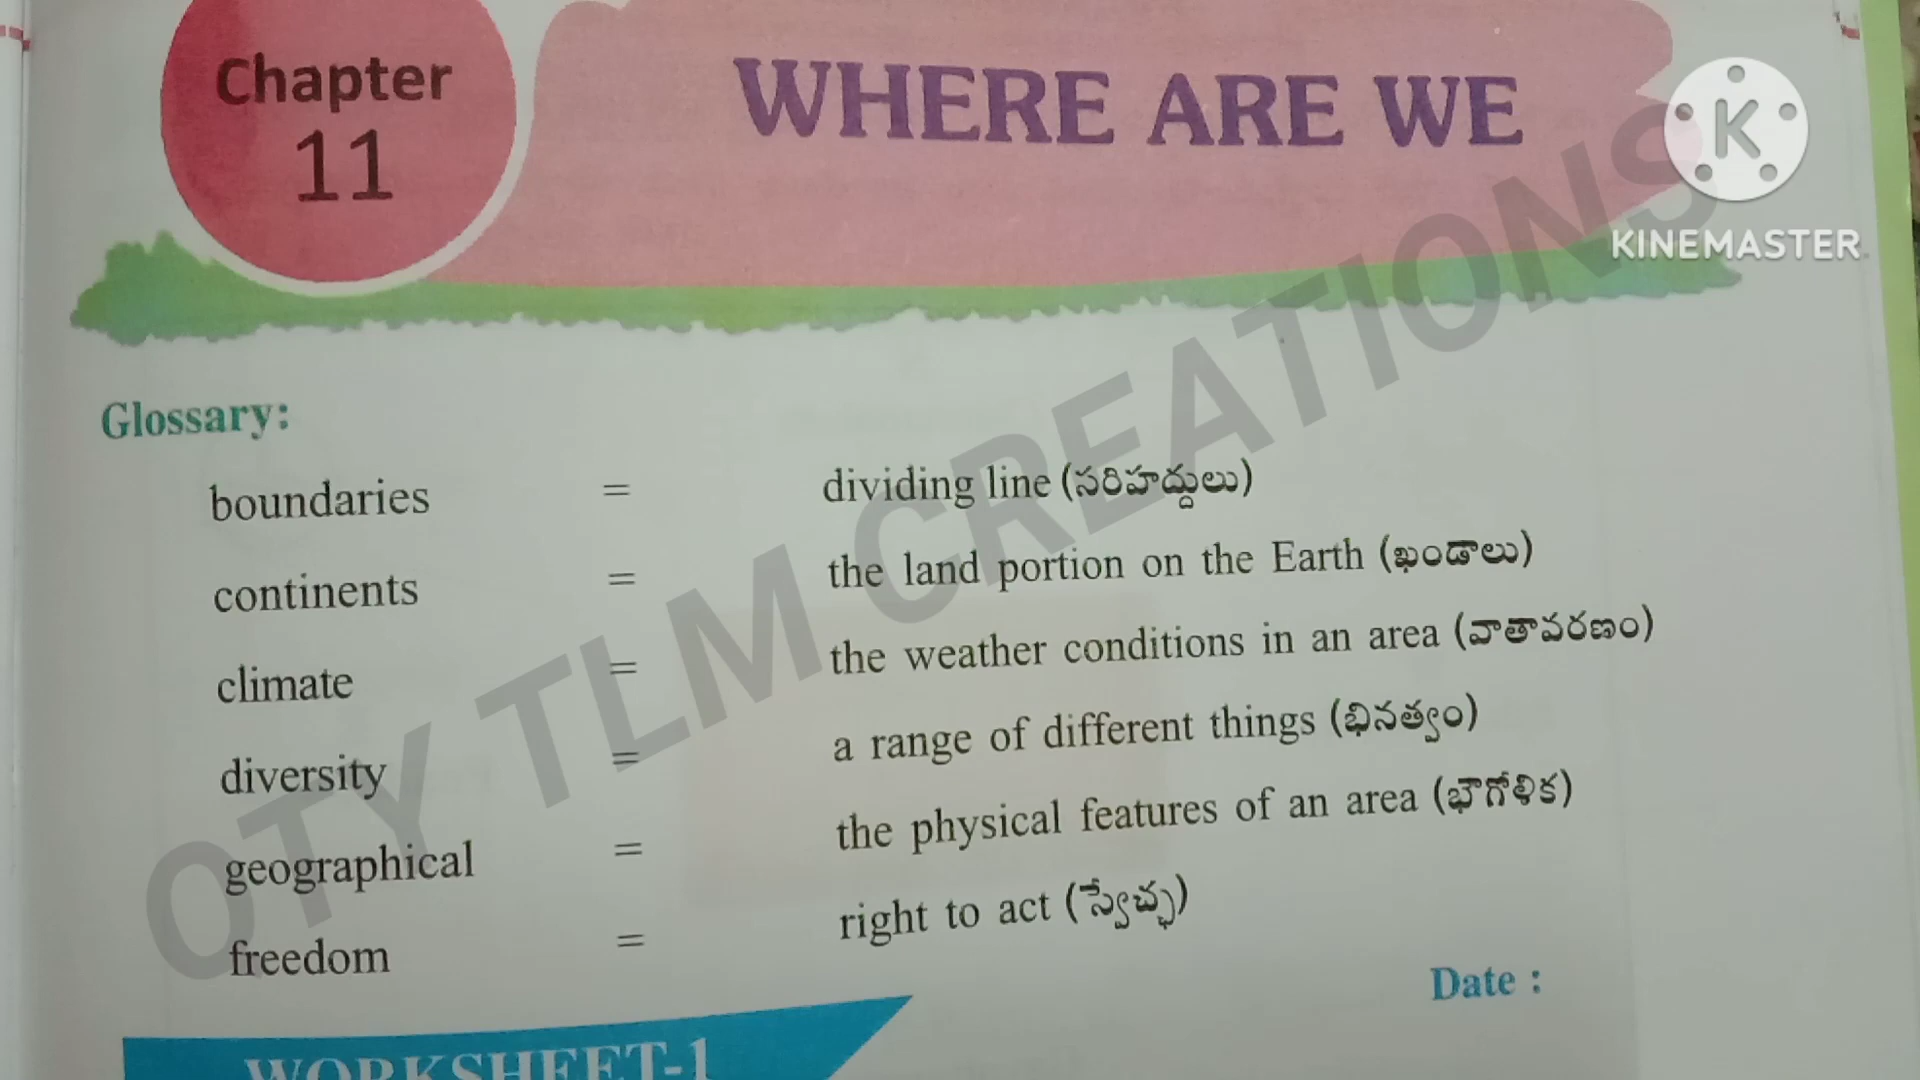 Chapter
11
WHERE ARE WE
K
KINEMASTER
Glossary:
boundaries = dividing line (సరిహద్దులు)
continents = the land portion on the Earth (ఖండాలు)
climate = the weather conditions in an area (వాతావరణం)
diversity = a range of different things (భినత్వం)
geographical = the physical features of an area (భౌగోళిక)
freedom = right to act (స్వేచ్ఛ)
OTY TLM CREATIONS
Date :
WORKSHEET-1